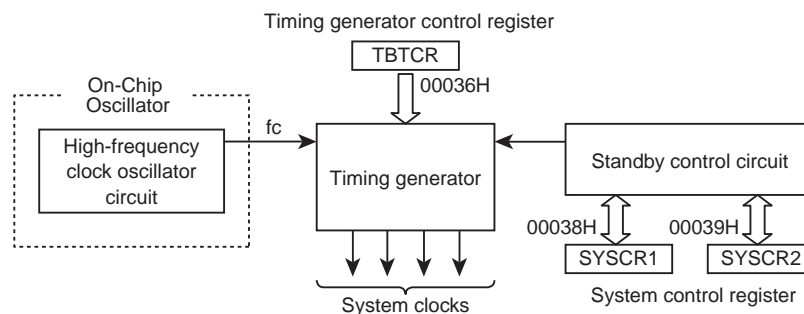 Timing generator control register
TBTCR
00036H
On-Chip
Oscillator
fc
High-frequency
clock oscillator
circuit
Timing generator
Standby control circuit
00038H
00039H
SYSCR1
SYSCR2
System clocks
System control register